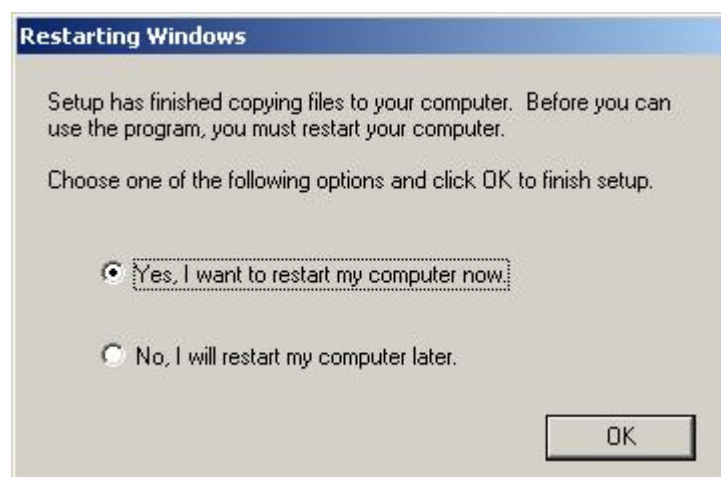 Restarting Windows
Setup has finished copying files to your computer. Before you can
use the program, you must restart your computer.
Choose one of the following options and click OK to finish setup.
Yes, I want to restart my computer now.
No, I will restart my computer later.
OK